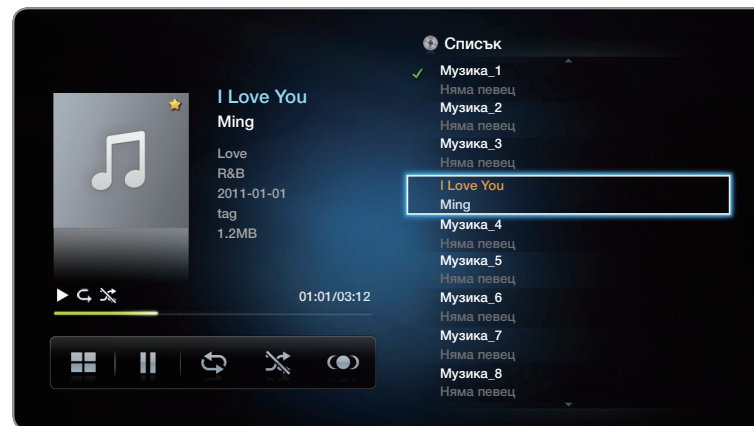 I Love You
Ming
Love
R&B
2011-01-01
tag
1.2MB
01:01/03:12
Списък
Музика_1
Няма певец
Музика_2
Няма певец
Музика_3
Няма певец
I Love You
Ming
Музика_4
Няма певец
Музика_5
Няма певец
Музика_6
Няма певец
Музика_7
Няма певец
Музика_8
Няма певец